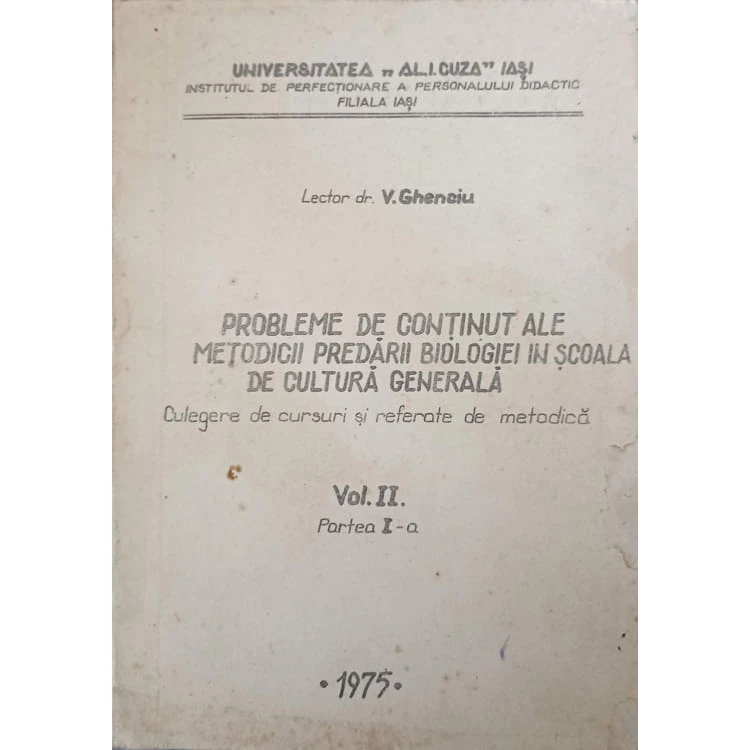 UNIVERSITATEA „AL.I.CUZA” IAȘI
INSTITUTUL DE PERFECȚIONARE A PERSONALULUI DIDACTIC
FILIALA IAȘI
Lector dr. V.Ghenciu
PROBLEME DE CONȚINUT ALE
METODICII PREDĂRII BIOLOGIEI IN ȘCOALA
DE CULTURĂ GENERALĂ
Culegere de cursuri și referate de metodică
Vol. II.
Partea I-a
• 1975 •